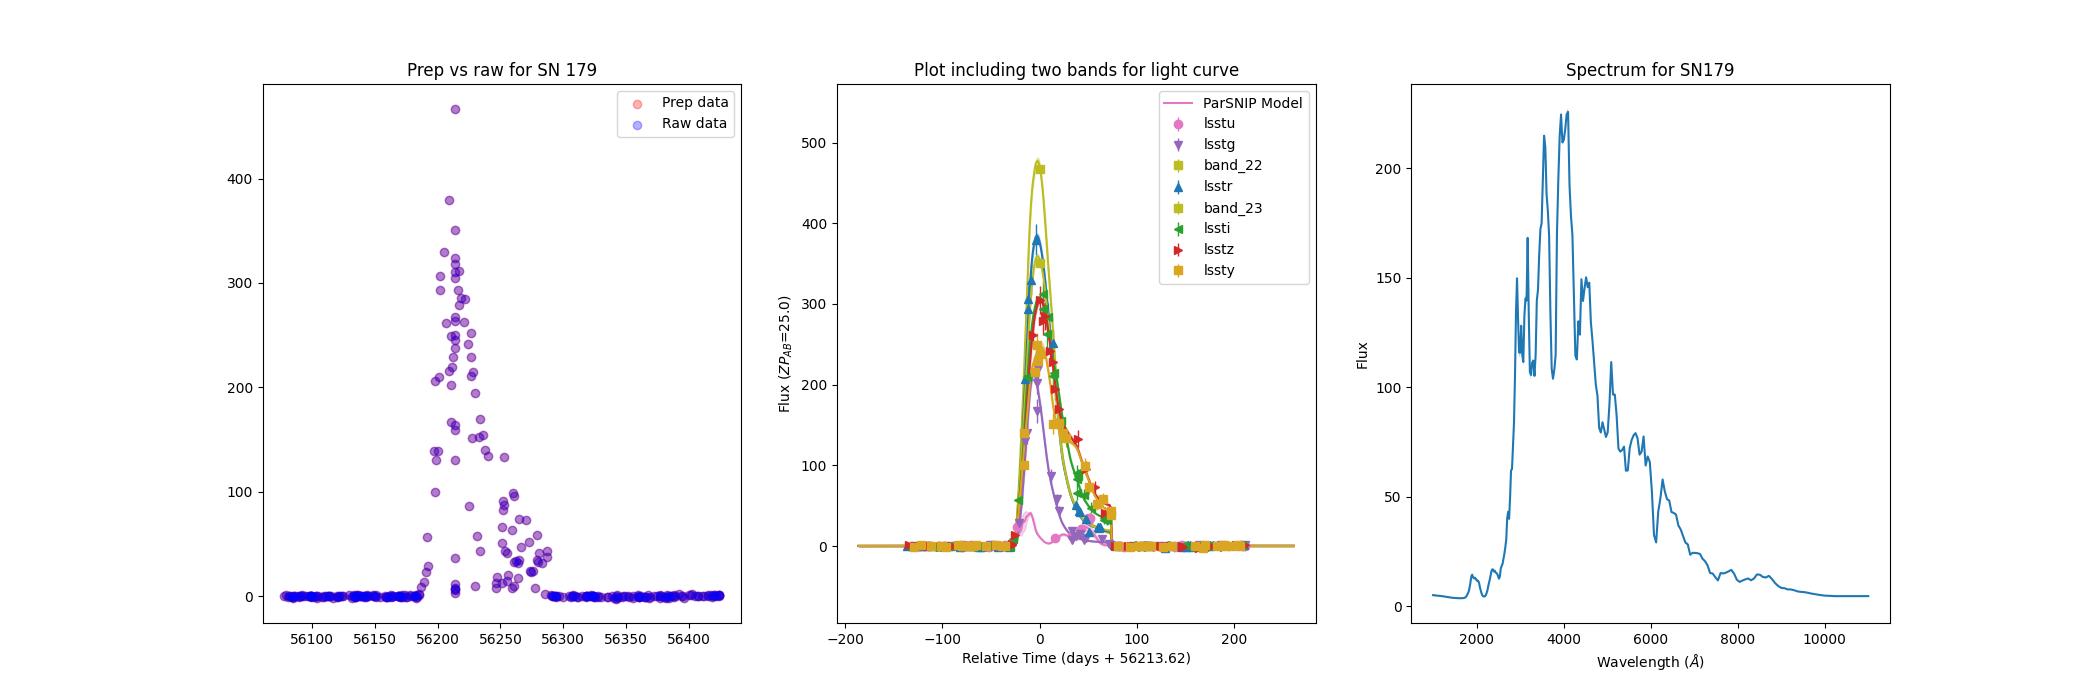 Prep vs raw for SN 179
Prep data
Raw data
400
300
200
100
0
56100 56150 56200 56250 56300 56350 56400
Plot including two bands for light curve
ParSNIP Model
lsstu
lsstg
band_22
lsstr
band_23
lssti
lsstz
lssty
Flux (ZP_AB=25.0)
500
400
300
200
100
0
−200 −100 0 100 200
Relative Time (days + 56213.62)
Spectrum for SN179
Flux
200
150
100
50
0
2000 4000 6000 8000 10000
Wavelength (Å)